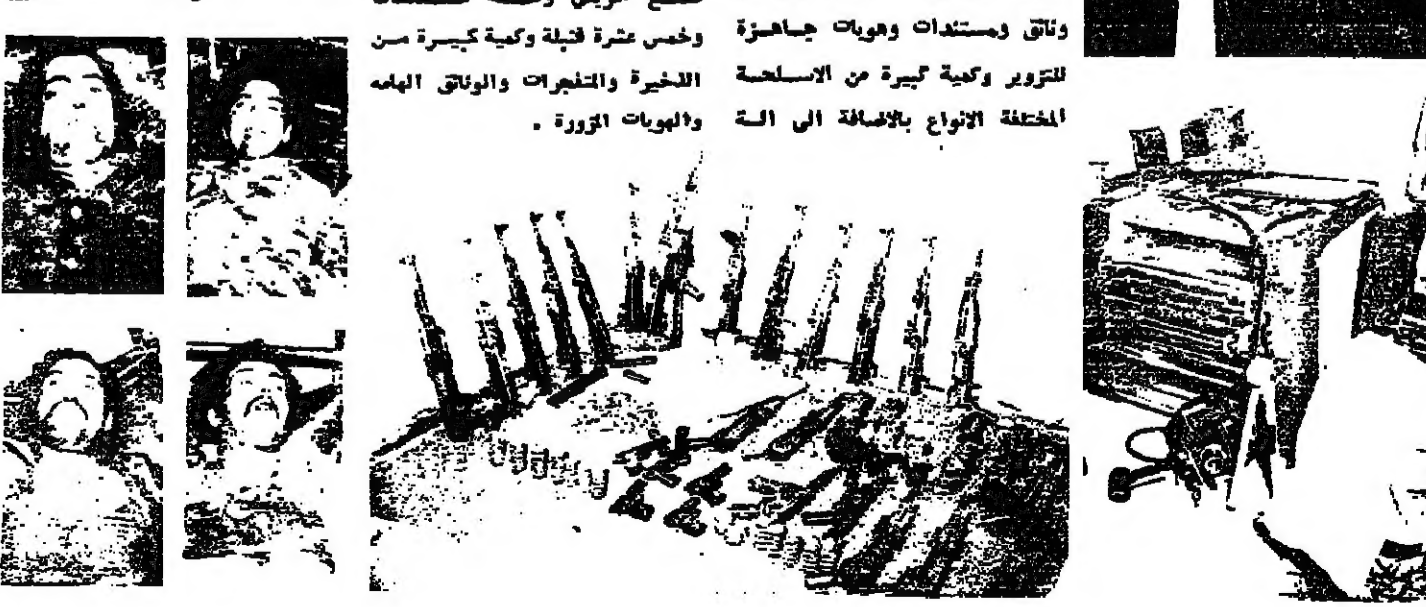 وثائق ومستندات وهويات جاهزة
للتزوير وكمية كبيرة من الاسلحة
المختلفة الانواع بالاضافة الى الة
وخمس عشرة قنبلة وكمية كبيرة من
الذخيرة والمتفجرات والوثائق الهامه
والهويات المزورة .